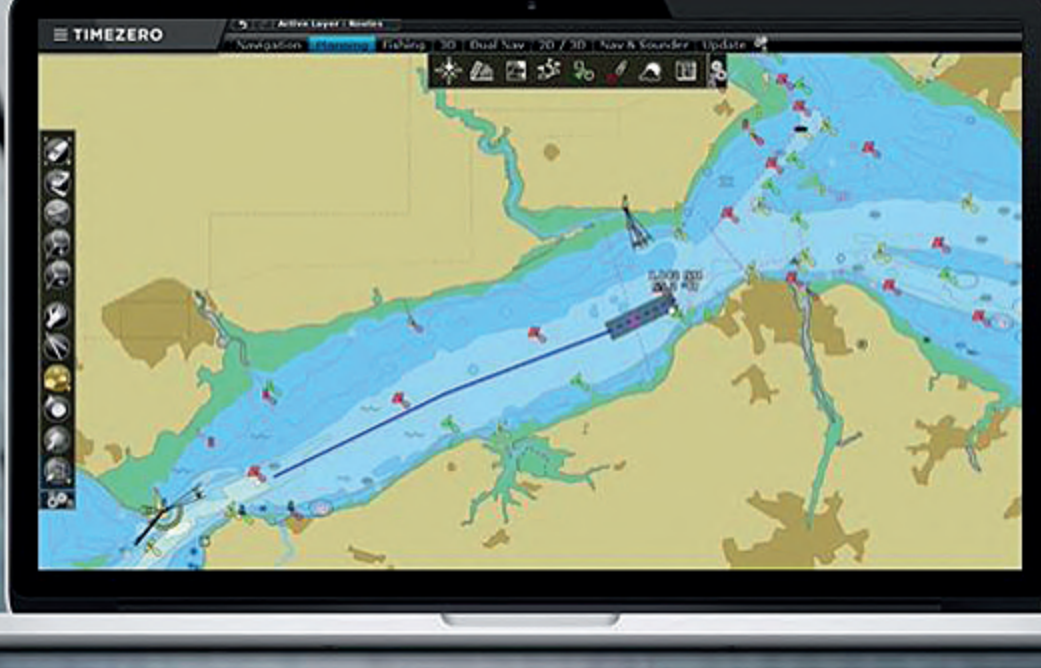 Active Layer : Routes
TIMEZERO
Navigation Planning Fishing 3D Dual Nav 2D / 3D Nav & Sounder Update